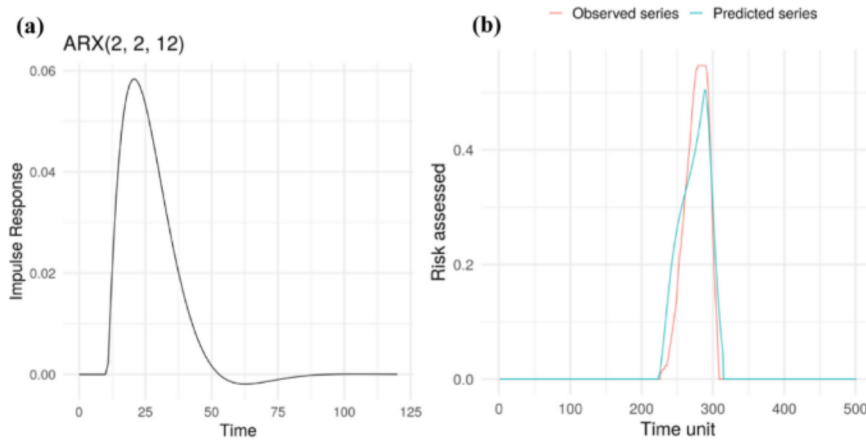 (a)
ARX(2, 2, 12)
Impulse Response
0.06
0.04
0.02
0.00
0 25 50 75 100 125
Time
Observed series Predicted series
(b)
Risk assessed
0.4
0.2
0.0
0 100 200 300 400 500
Time unit